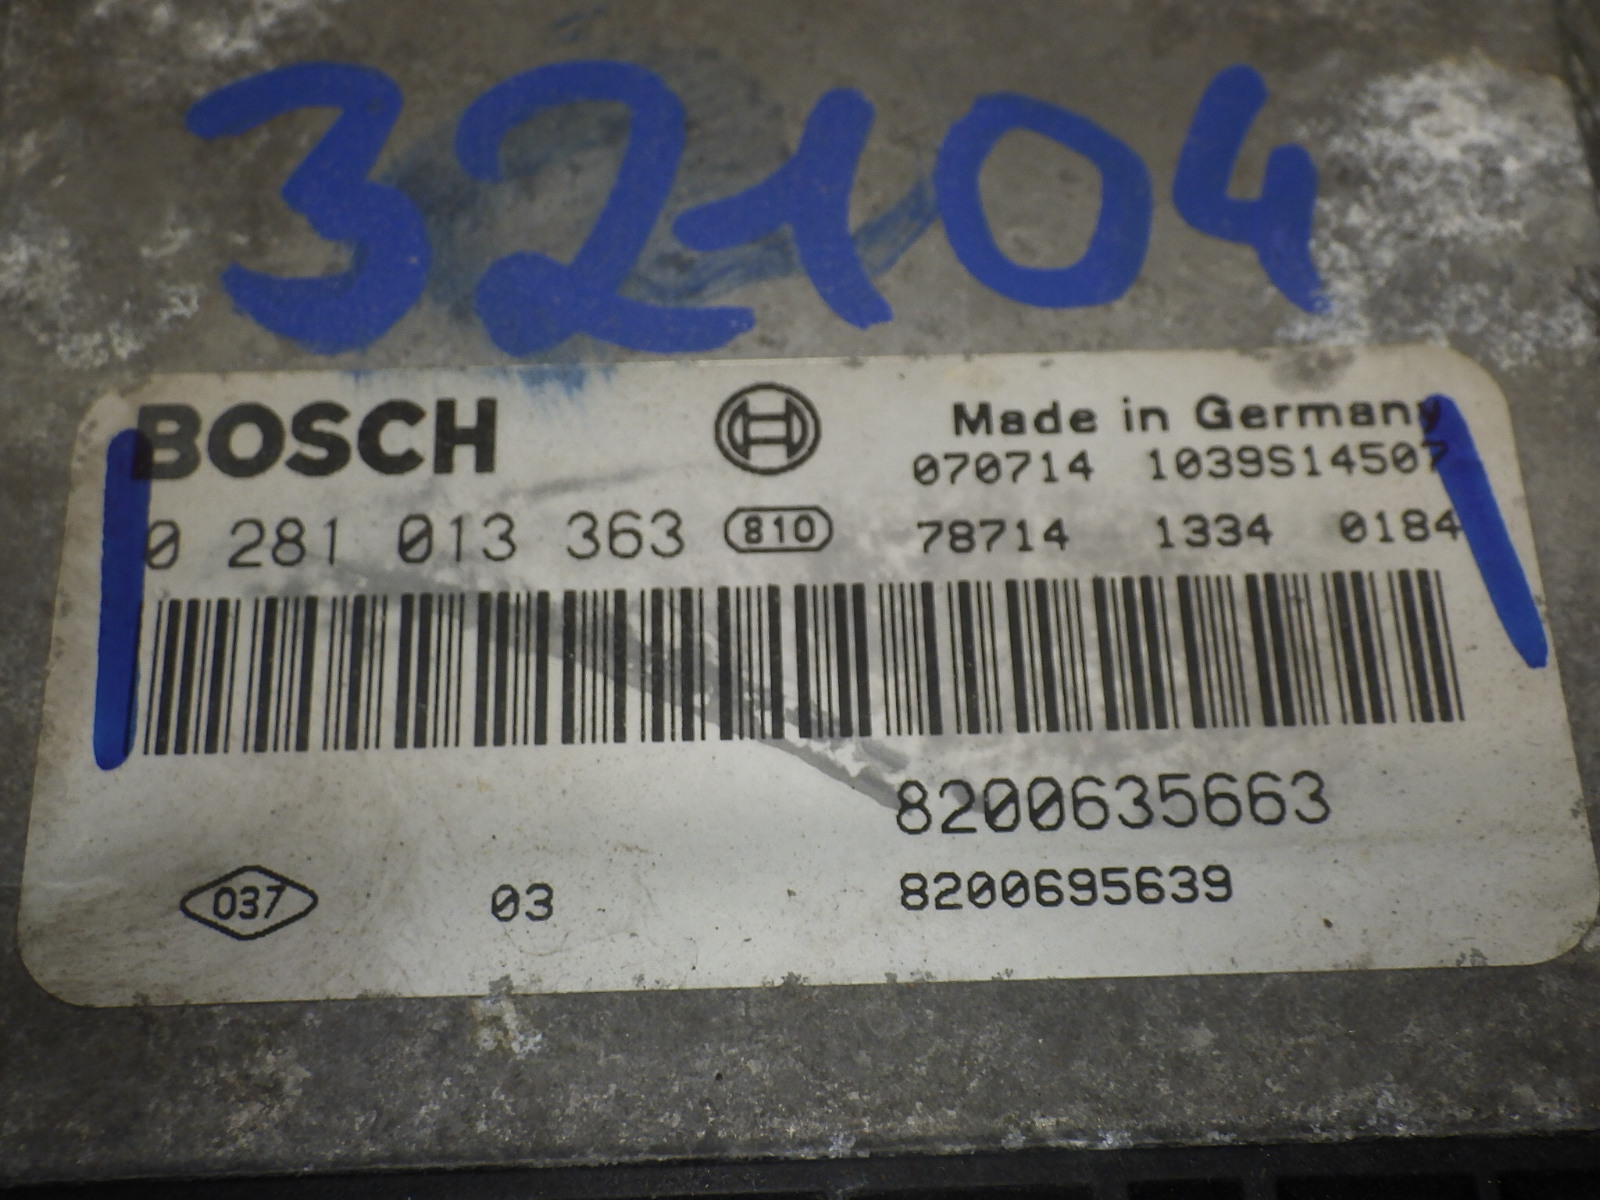 32104
BOSCH
Made in Germany
070714 1039S14507
0 281 013 363 810 78714 1334 0184
8200635663
037 03 8200695639